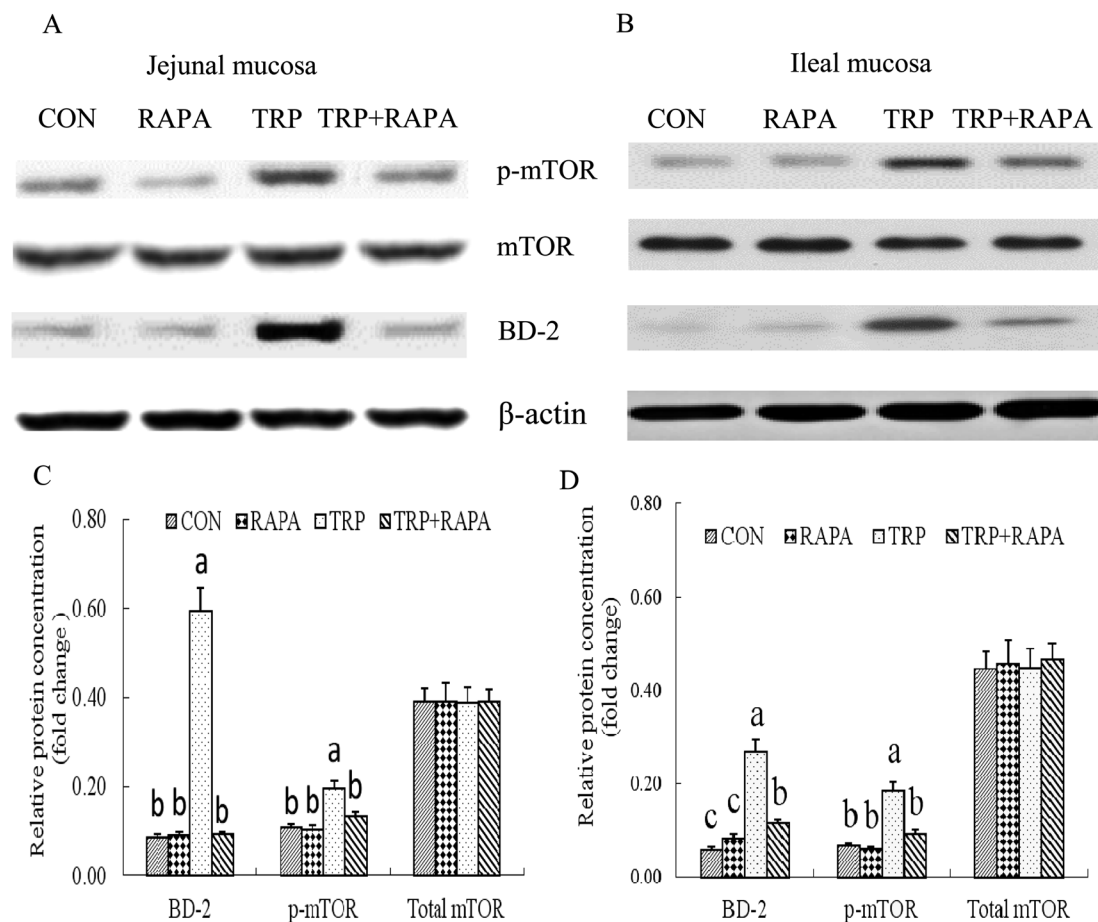 A
Jejunal mucosa
CON RAPA TRP TRP+RAPA
p-mTOR
mTOR
BD-2
β-actin
B
Ileal mucosa
CON RAPA TRP TRP+RAPA
C
Relative protein concentration
(fold change )
0.80
0.60
0.40
0.20
0.00
CON RAPA TRP TRP+RAPA
a
b b b
a
b b b
BD-2 p-mTOR Total mTOR
D
Relative protein concentration
(fold change)
0.80
0.60
0.40
0.20
0.00
CON RAPA TRP TRP+RAPA
a
c c b
a
b b b
BD-2 p-mTOR Total mTOR